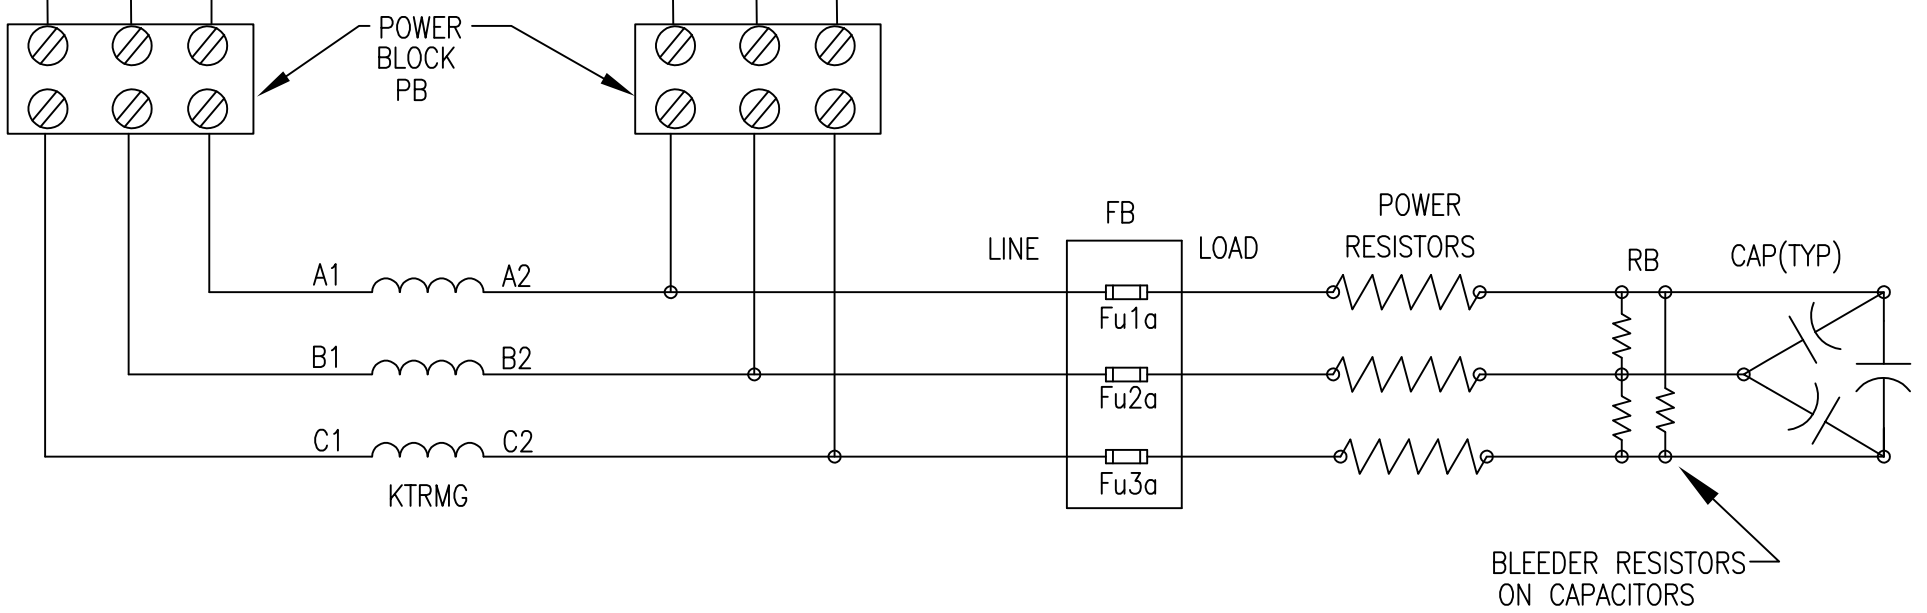 POWER
BLOCK
PB
FB
LINE
LOAD
POWER
RESISTORS
RB
CAP(TYP)
A1
A2
Fu1a
B1
B2
Fu2a
C1
C2
Fu3a
KTRMG
BLEEDER RESISTORS
ON CAPACITORS